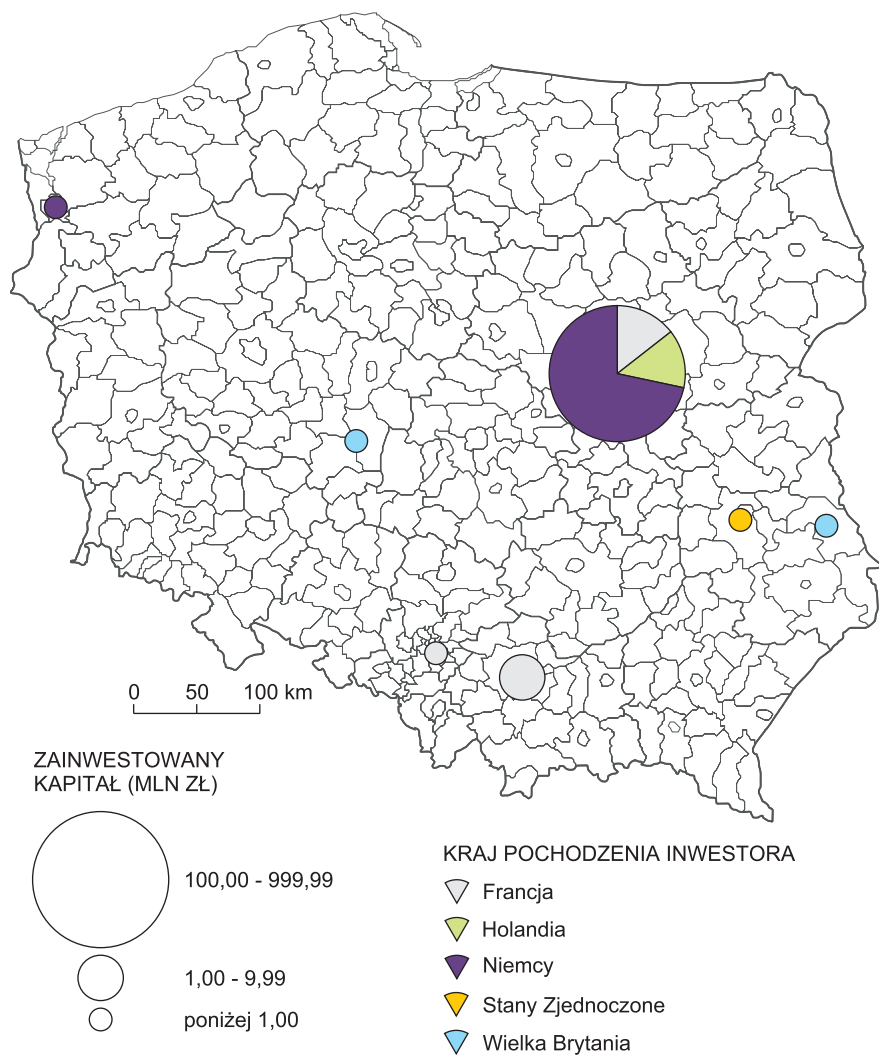 0 50 100 km
ZAINWESTOWANY
KAPITAŁ (MLN ZŁ)
100,00 - 999,99
1,00 - 9,99
poniżej 1,00
KRAJ POCHODZENIA INWESTORA
Francja
Holandia
Niemcy
Stany Zjednoczone
Wielka Brytania